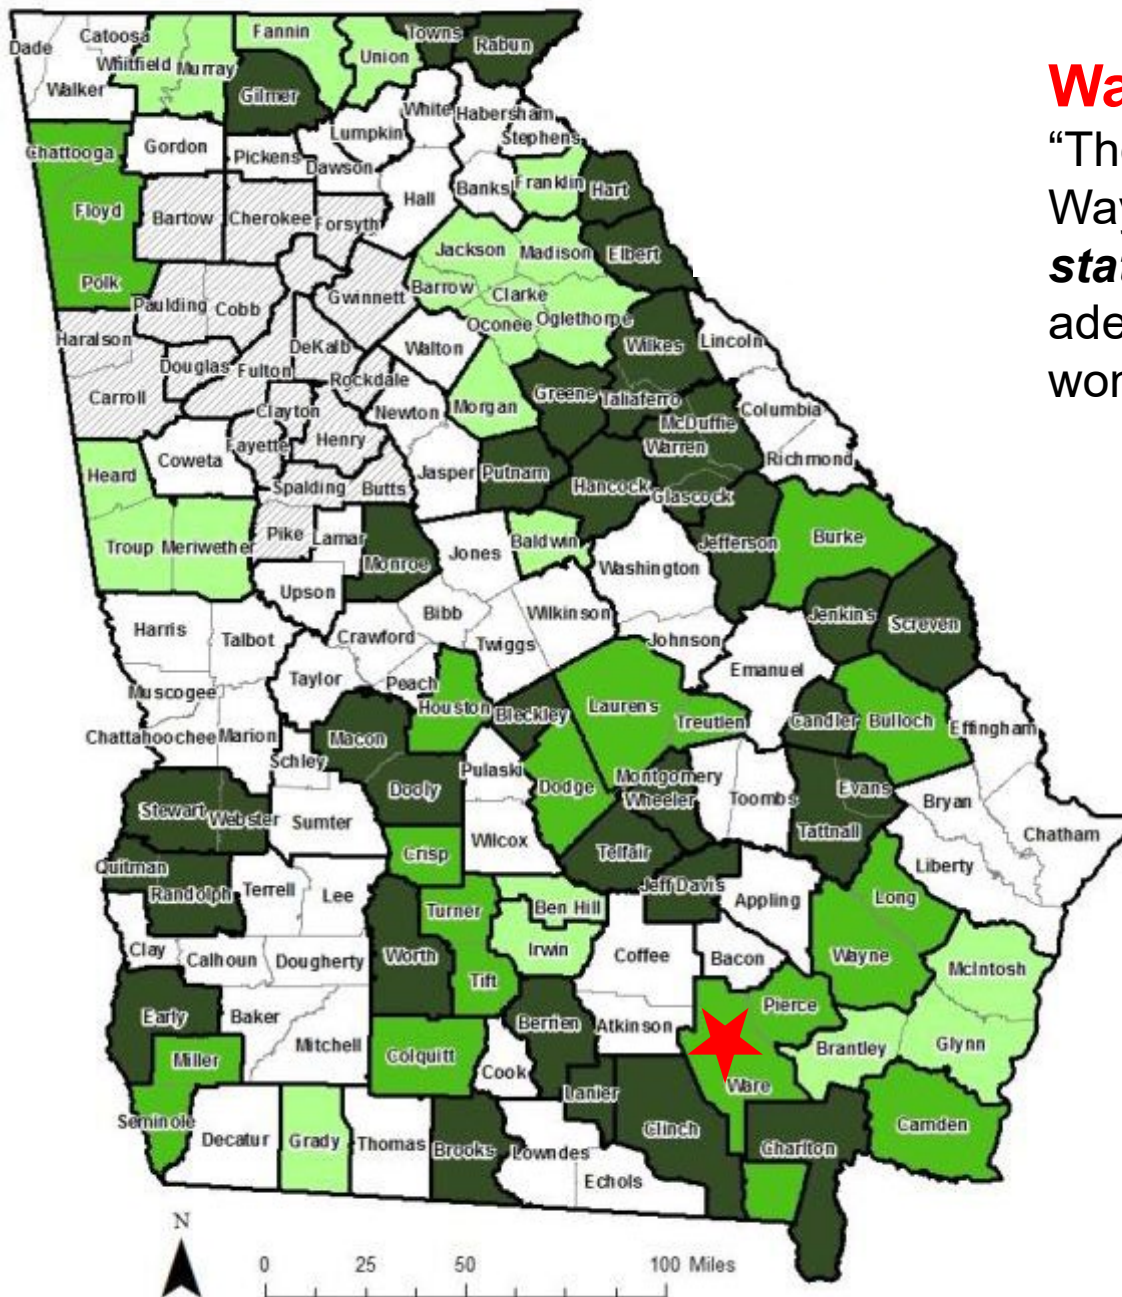 Dade
Catoosa
Whitfield
Murray
Fannin
Union
Towns
Rabun
Walker
Gilmer
White
Habersham
Stephens
Lumpkin
Chattooga
Gordon
Pickens
Dawson
Hall
Banks
Franklin
Hart
Floyd
Bartow
Cherokee
Forsyth
Jackson
Madison
Elbert
Polk
Paulding
Cobb
Gwinnett
Barrow
Clarke
Oconee
Oglethorpe
Haralson
Douglas
Fulton
DeKalb
Walton
Wilkes
Lincoln
Carroll
Rockdale
Clayton
Newton
Morgan
Greene
Taliaferro
McDuffie
Columbia
Fayette
Henry
Warren
Richmond
Heard
Coweta
Spalding
Butts
Jasper
Putnam
Hancock
Glascock
Troup
Meriwether
Pike
Lamar
Monroe
Jones
Baldwin
Washington
Jefferson
Burke
Upson
Bibb
Wilkinson
Jenkins
Screven
Harris
Talbot
Crawford
Twiggs
Johnson
Emanuel
Taylor
Peach
Muscogee
Houston
Bleckley
Laurens
Treutlen
Candler
Bulloch
Effingham
Chattahoochee
Marion
Macon
Schley
Pulaski
Dodge
Montgomery
Wheeler
Toombs
Evans
Bryan
Stewart
Webster
Sumter
Dooly
Wilcox
Telfair
Tattnall
Chatham
Quitman
Randolph
Terrell
Lee
Crisp
Jeff Davis
Appling
Liberty
Long
Turner
Ben Hill
Clay
Calhoun
Dougherty
Worth
Irwin
Coffee
Bacon
Wayne
McIntosh
Tift
Early
Baker
Mitchell
Berrien
Atkinson
Pierce
Brantley
Glynn
Miller
Colquitt
Cook
Lanier
Ware
Seminole
Decatur
Grady
Thomas
Brooks
Lowndes
Echols
Clinch
Charlton
Camden
N
0 25 50 100 Miles
Wa
“The
Way
stat
ade
wor